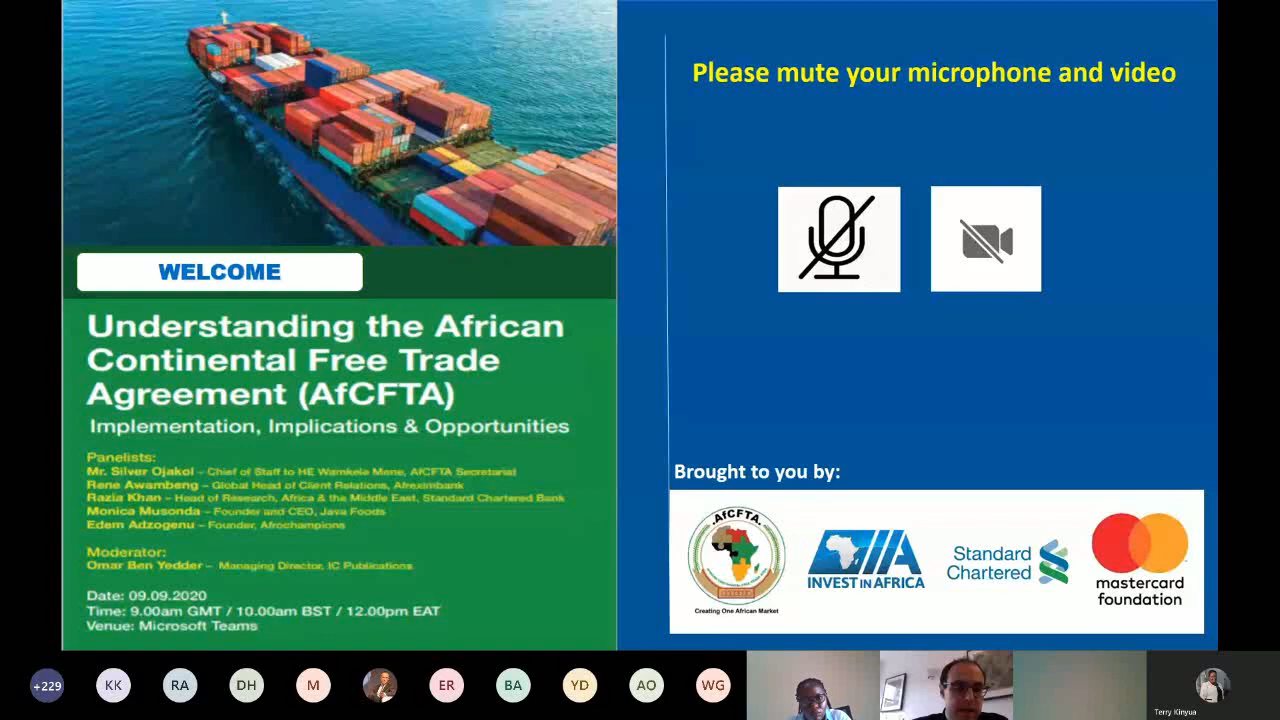 Please mute your microphone and video
WELCOME
Understanding the African
Continental Free Trade
Agreement (AfCFTA)
Implementation, Implications & Opportunities
Panelists:
Mr. Silver Ojakol – Chief of Staff to HE Wamkele Mene, AfCFTA Secretariat
Rene Awambeng – Global Head of Client Relations, Afreximbank
Razia Khan – Head of Research, Africa & the Middle East, Standard Chartered Bank
Monica Musonda – Founder and CEO, Java Foods
Edem Adzogenu – Founder, Afrochampions
Moderator:
Omar Ben Yedder – Managing Director, IC Publications
Date: 09.09.2020
Time: 9.00am GMT / 10.00am BST / 12.00pm EAT
Venue: Microsoft Teams
Brought to you by:
AfCFTA
Creating One African Market
IIA
INVEST IN AFRICA
Standard
Chartered
mastercard
foundation
+229
KK
RA
DH
M
ER
BA
YD
AO
WG
Terry Kinyua